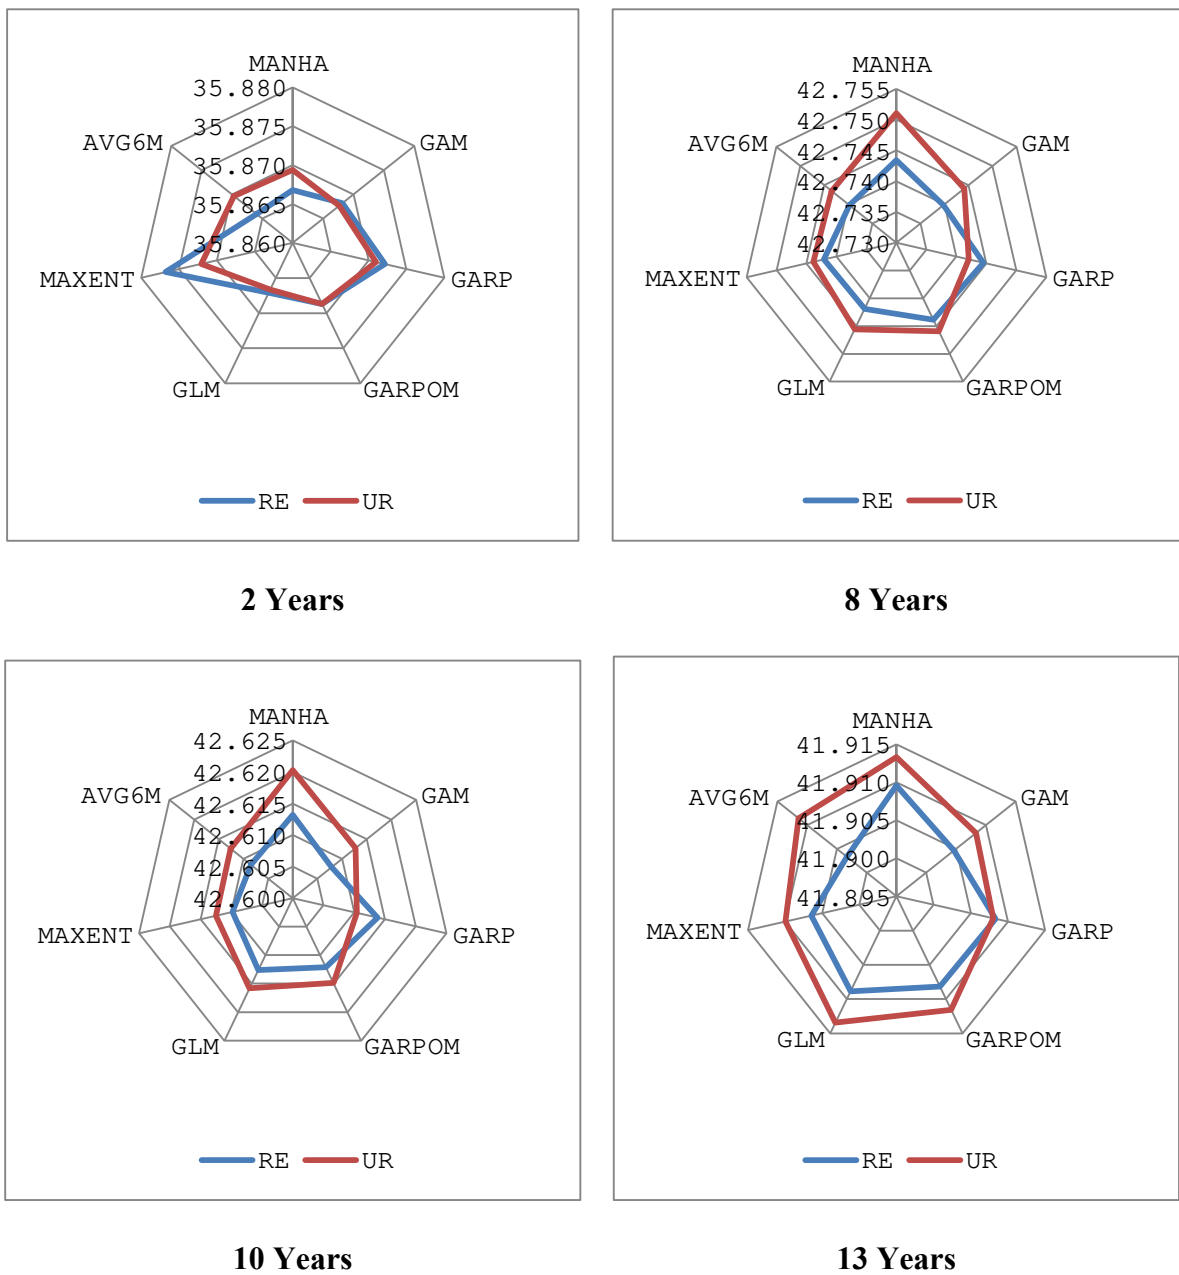 MANHA
35.880
35.875
35.870
35.865
35.860
GAM
GARP
GARPOM
GLM
MAXENT
AVG6M
RE UR
2 Years
MANHA
42.755
42.750
42.745
42.740
42.735
42.730
GAM
GARP
GARPOM
GLM
MAXENT
AVG6M
RE UR
8 Years
MANHA
42.625
42.620
42.615
42.610
42.605
42.600
GAM
GARP
GARPOM
GLM
MAXENT
AVG6M
RE UR
10 Years
MANHA
41.915
41.910
41.905
41.900
41.895
GAM
GARP
GARPOM
GLM
MAXENT
AVG6M
RE UR
13 Years